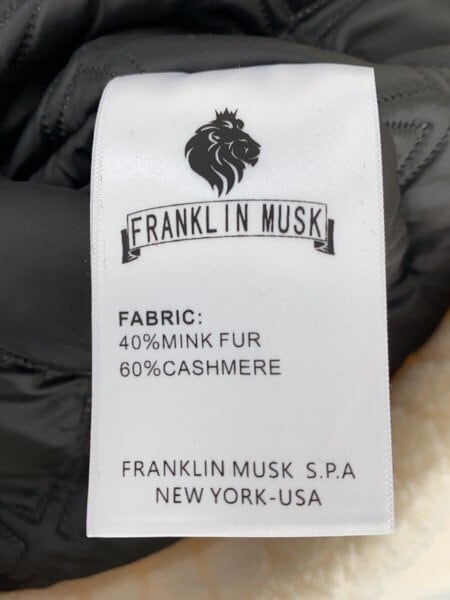 FRANKLIN MUSK
FABRIC:
40%MINK FUR
60%CASHMERE
FRANKLIN MUSK S.P.A
NEW YORK-USA